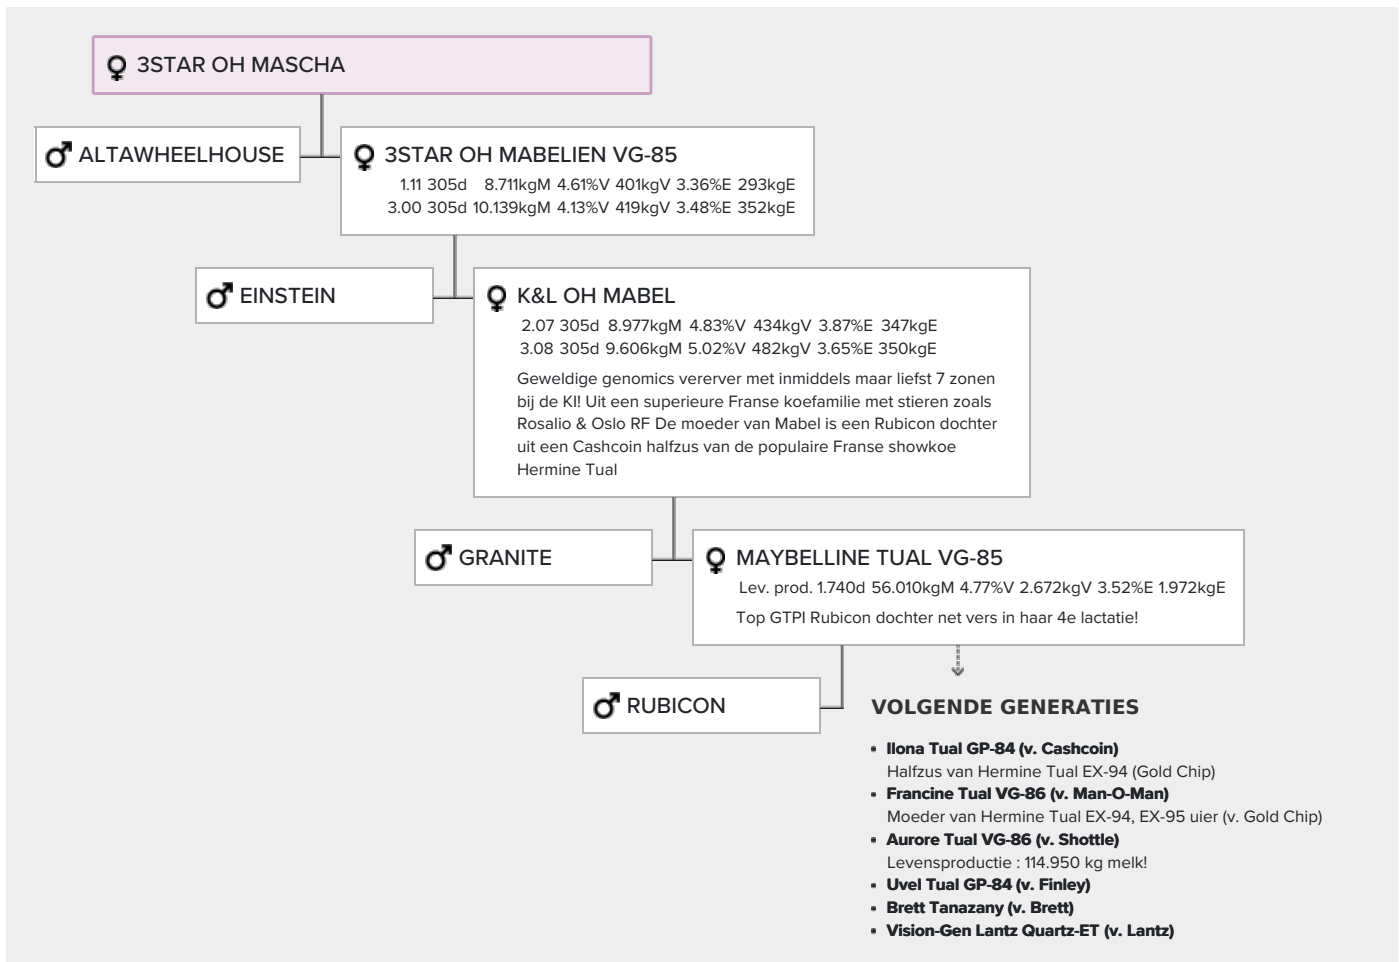 3STAR OH MASCHA
ALTAWHEELHOUSE
3STAR OH MABELIEN VG-85
1.11 305d 8.711kgM 4.61%V 401kgV 3.36%E 293kgE
3.00 305d 10.139kgM 4.13%V 419kgV 3.48%E 352kgE
EINSTEIN
K&L OH MABEL
2.07 305d 8.977kgM 4.83%V 434kgV 3.87%E 347kgE
3.08 305d 9.606kgM 5.02%V 482kgV 3.65%E 350kgE
Geweldige genomics vererver met inmiddels maar liefst 7 zonen
bij de KI! Uit een superieure Franse koefamilie met stieren zoals
Rosalio & Oslo RF De moeder van Mabel is een Rubicon dochter
uit een Cashcoin halfzus van de populaire Franse showkoe
Hermine Tual
GRANITE
MAYBELLINE TUAL VG-85
Lev. prod. 1.740d 56.010kgM 4.77%V 2.672kgV 3.52%E 1.972kgE
Top GTPI Rubicon dochter net vers in haar 4e lactatie!
RUBICON
VOLGENDE GENERATIES
• Ilona Tual GP-84 (v. Cashcoin)
Halfzus van Hermine Tual EX-94 (Gold Chip)
• Francine Tual VG-86 (v. Man-O-Man)
Moeder van Hermine Tual EX-94, EX-95 uier (v. Gold Chip)
• Aurore Tual VG-86 (v. Shottle)
Levensproductie : 114.950 kg melk!
• Uvel Tual GP-84 (v. Finley)
• Brett Tanazany (v. Brett)
• Vision-Gen Lantz Quartz-ET (v. Lantz)